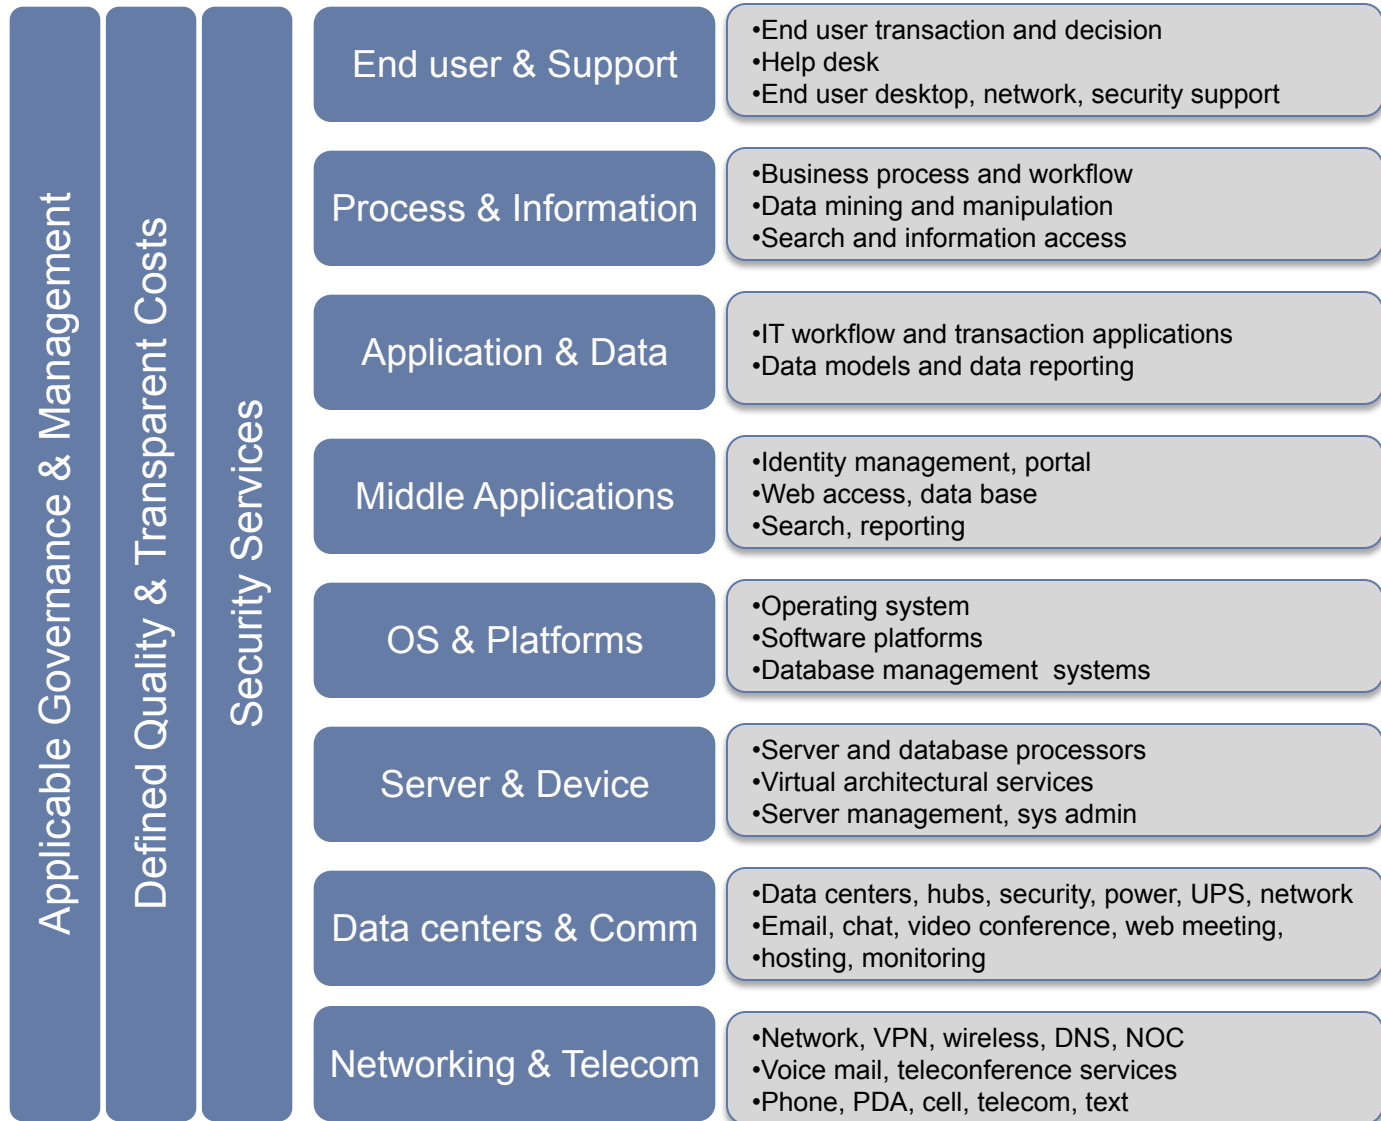 Applicable Governance & Management
Defined Quality & Transparent Costs
Security Services
End user & Support
•End user transaction and decision
•Help desk
•End user desktop, network, security support
Process & Information
•Business process and workflow
•Data mining and manipulation
•Search and information access
Application & Data
•IT workflow and transaction applications
•Data models and data reporting
Middle Applications
•Identity management, portal
•Web access, data base
•Search, reporting
OS & Platforms
•Operating system
•Software platforms
•Database management  systems
Server & Device
•Server and database processors
•Virtual architectural services
•Server management, sys admin
Data centers & Comm
•Data centers, hubs, security, power, UPS, network
•Email, chat, video conference, web meeting,
•hosting, monitoring
Networking & Telecom
•Network, VPN, wireless, DNS, NOC
•Voice mail, teleconference services
•Phone, PDA, cell, telecom, text